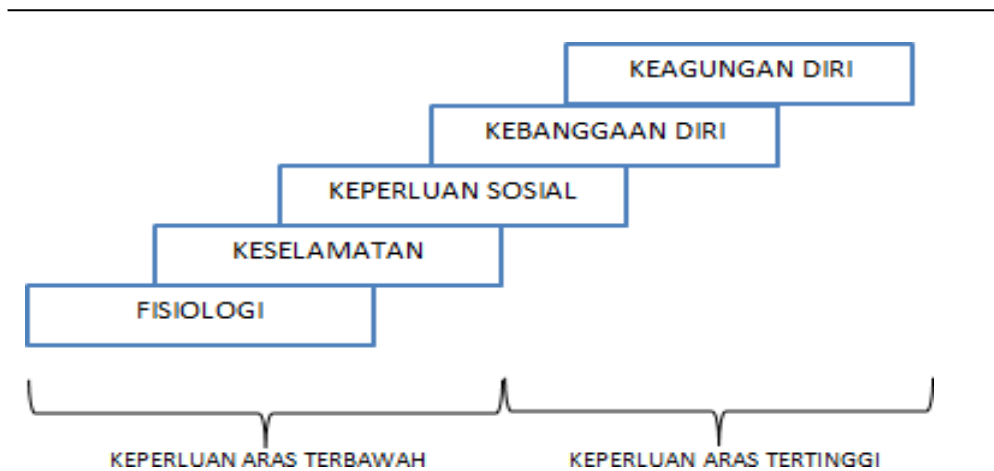 KEAGUNGAN DIRI
KEBANGGAAN DIRI
KEPERLUAN SOSIAL
KESELAMATAN
FISIOLOGI
KEPERLUAN ARAS TERBAWAH
KEPERLUAN ARAS TERTINGGI